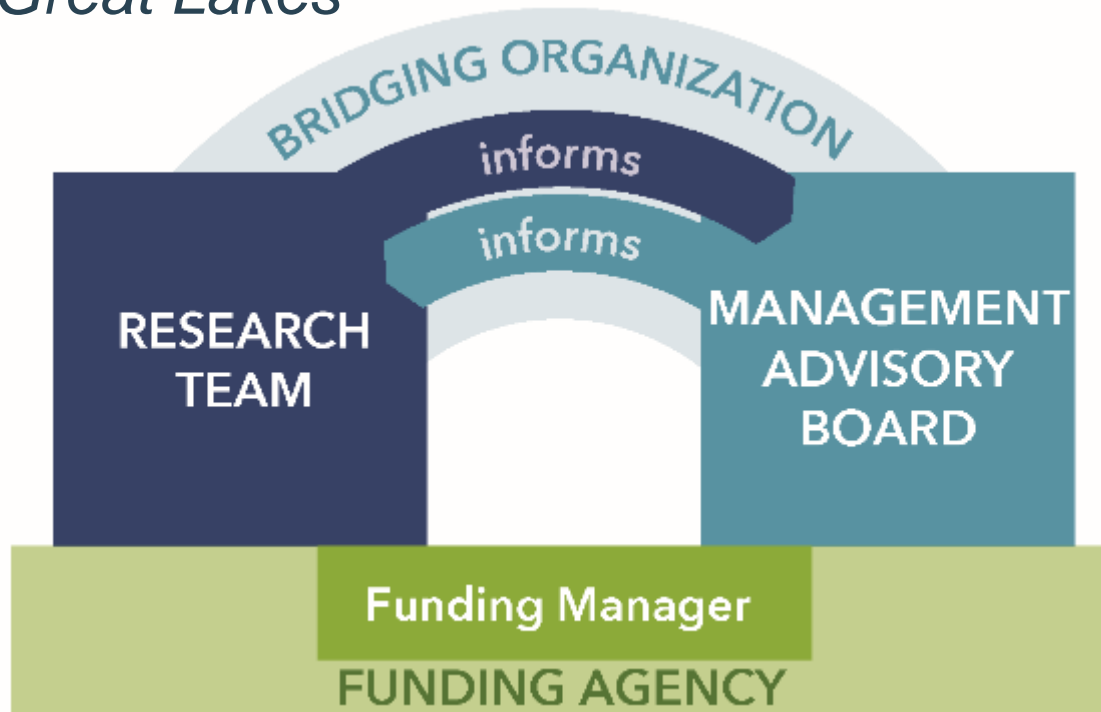 Great Lakes
BRIDGING ORGANIZATION
informs
informs
RESEARCH
TEAM
MANAGEMENT
ADVISORY
BOARD
Funding Manager
FUNDING AGENCY